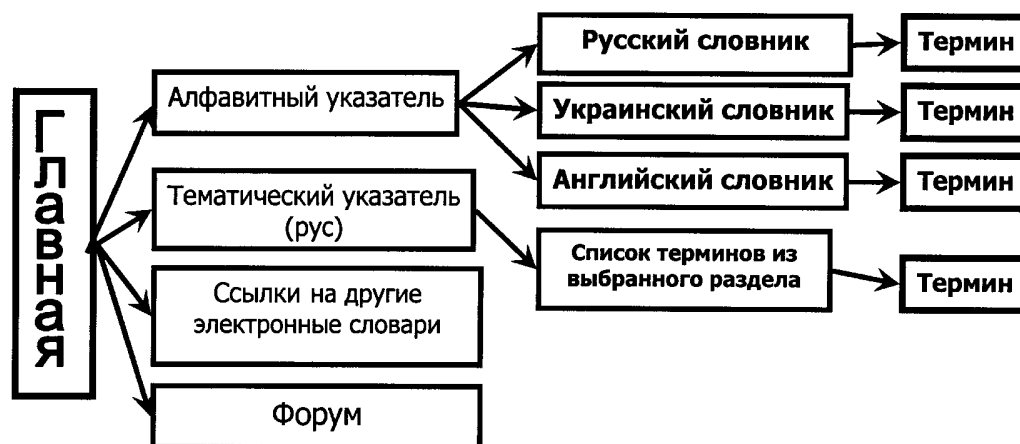 Главная
Алфавитный указатель
Русский словник
Термин
Украинский словник
Термин
Английский словник
Термин
Тематический указатель
(рус)
Список терминов из
выбранного раздела
Термин
Ссылки на другие
электронные словари
Форум